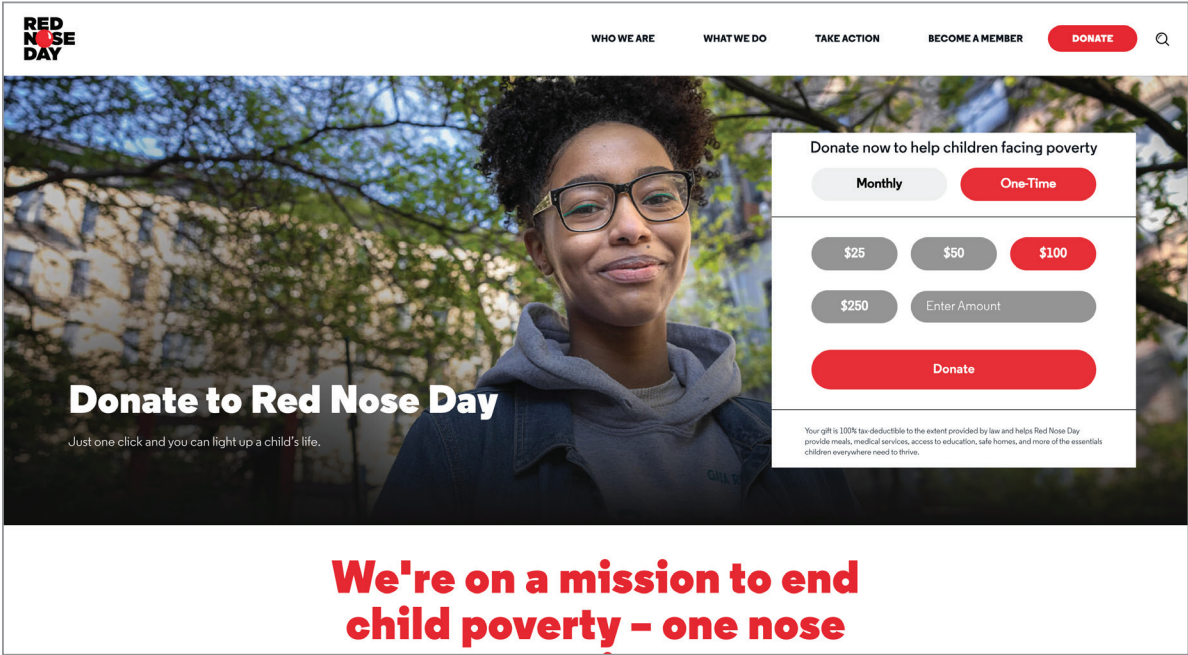 RED
NOSE
DAY
WHO WE ARE
WHAT WE DO
TAKE ACTION
BECOME A MEMBER
DONATE
Donate now to help children facing poverty
Monthly
One-Time
$25
$50
$100
$250
Enter Amount
Donate
Your gift is 100% tax-deductible to the extent provided by law and helps Red Nose Day
provide meals, medical services, access to education, safe homes, and more of the essentials
children everywhere need to thrive.
Donate to Red Nose Day
Just one click and you can light up a child's life.
We're on a mission to end
child poverty – one nose